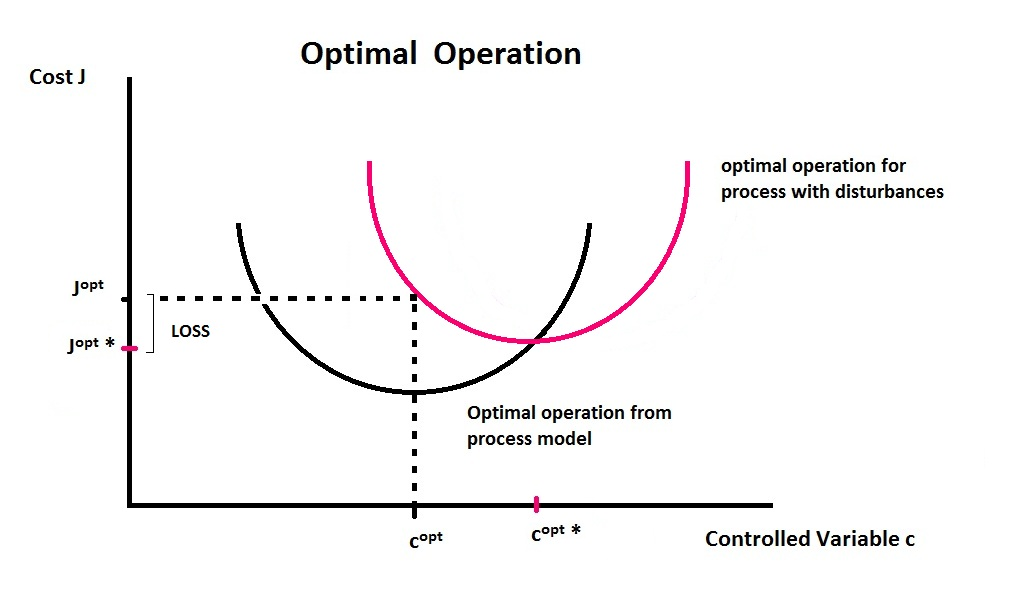 Optimal Operation
Cost J
optimal operation for
process with disturbances
Jᵒᵖᵗ
LOSS
Jᵒᵖᵗ *
Optimal operation from
process model
cᵒᵖᵗ
cᵒᵖᵗ *
Controlled Variable c